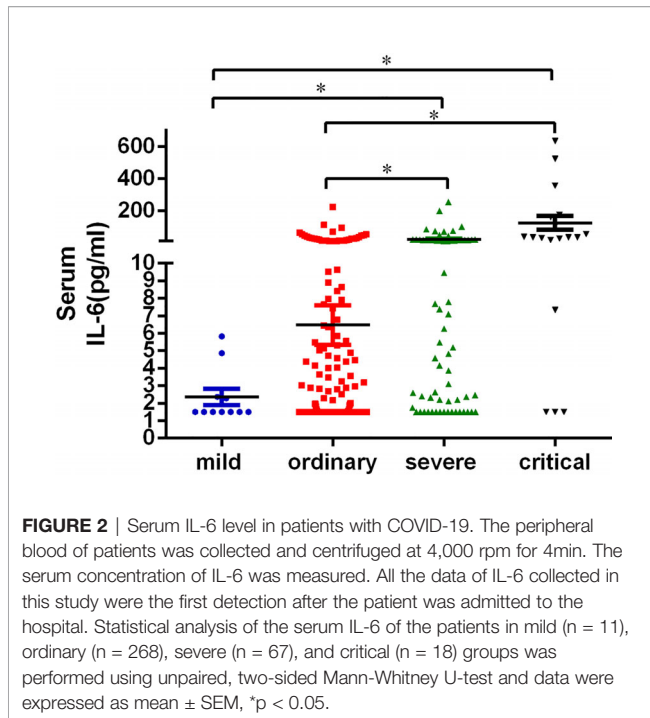 *
*
*
*
600
400
200
10
9
8
7
6
5
4
3
2
1
0
Serum
IL-6(pg/ml)
mild ordinary severe critical
FIGURE 2 | Serum IL-6 level in patients with COVID-19. The peripheral
blood of patients was collected and centrifuged at 4,000 rpm for 4min. The
serum concentration of IL-6 was measured. All the data of IL-6 collected in
this study were the first detection after the patient was admitted to the
hospital. Statistical analysis of the serum IL-6 of the patients in mild (n = 11),
ordinary (n = 268), severe (n = 67), and critical (n = 18) groups was
performed using unpaired, two-sided Mann-Whitney U-test and data were
expressed as mean ± SEM, *p < 0.05.